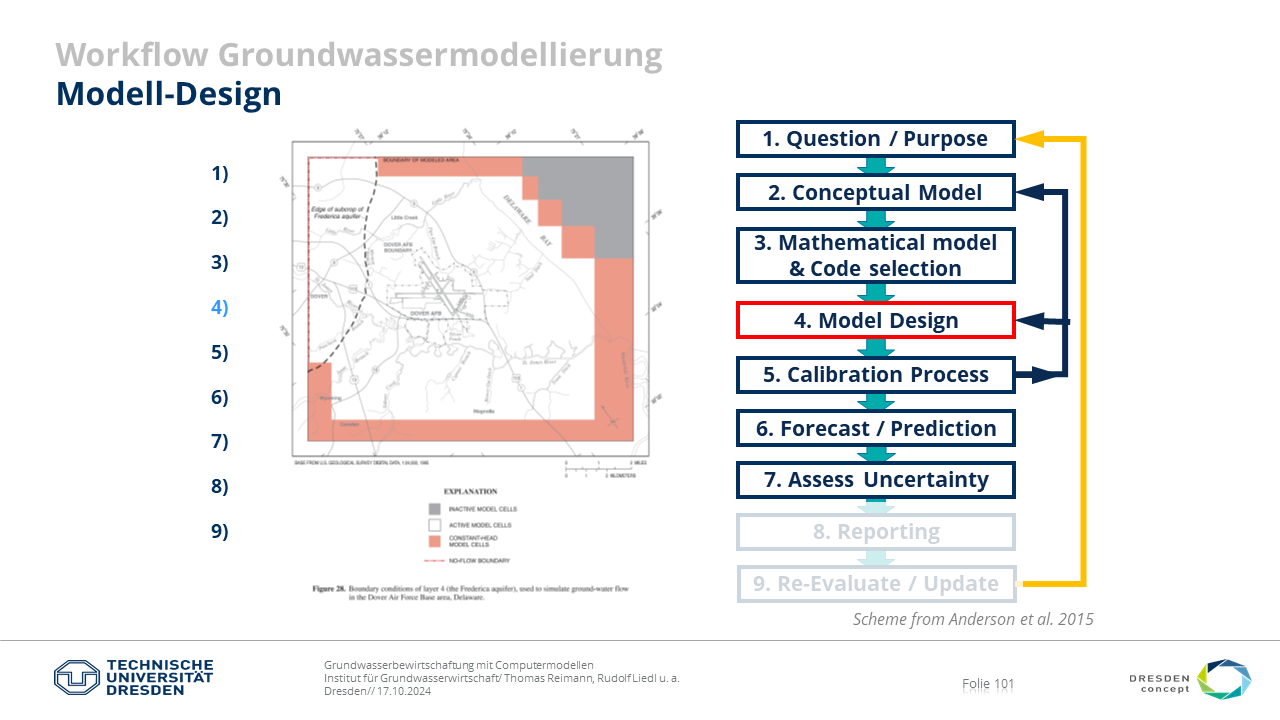 Workflow Groundwassermodellierung
Modell-Design
1)
2)
3)
4)
5)
6)
7)
8)
9)
BOUNDARY OF MODELED AREA
Edge of subcrop of
Frederica aquifer
Little Creek
DELAWARE
BAY
DOVER AFB
BOUNDARY
DOVER
DOVER AFB
Magnolia
BASE FROM U.S. GEOLOGICAL SURVEY DIGITAL DATA,
0 1 2 MILES
0 1 2 KILOMETERS
EXPLANATION
INACTIVE MODEL CELLS
ACTIVE MODEL CELLS
CONSTANT-HEAD
MODEL CELLS
NO-FLOW BOUNDARY
Figure 28. Boundary conditions of layer 4 (the Frederica aquifer), used to simulate ground-water flow
in the Dover Air Force Base area, Delaware.
1. Question / Purpose
2. Conceptual Model
3. Mathematical model
& Code selection
4. Model Design
5. Calibration Process
6. Forecast / Prediction
7. Assess Uncertainty
8. Reporting
9. Re-Evaluate / Update
Scheme from Anderson et al. 2015
TECHNISCHE
UNIVERSITÄT
DRESDEN
Grundwasserbewirtschaftung mit Computermodellen
Institut für Grundwasserwirtschaft/ Thomas Reimann, Rudolf Liedl u. a.
Dresden// 17.10.2024
Folie 101
DRESDEN
concept